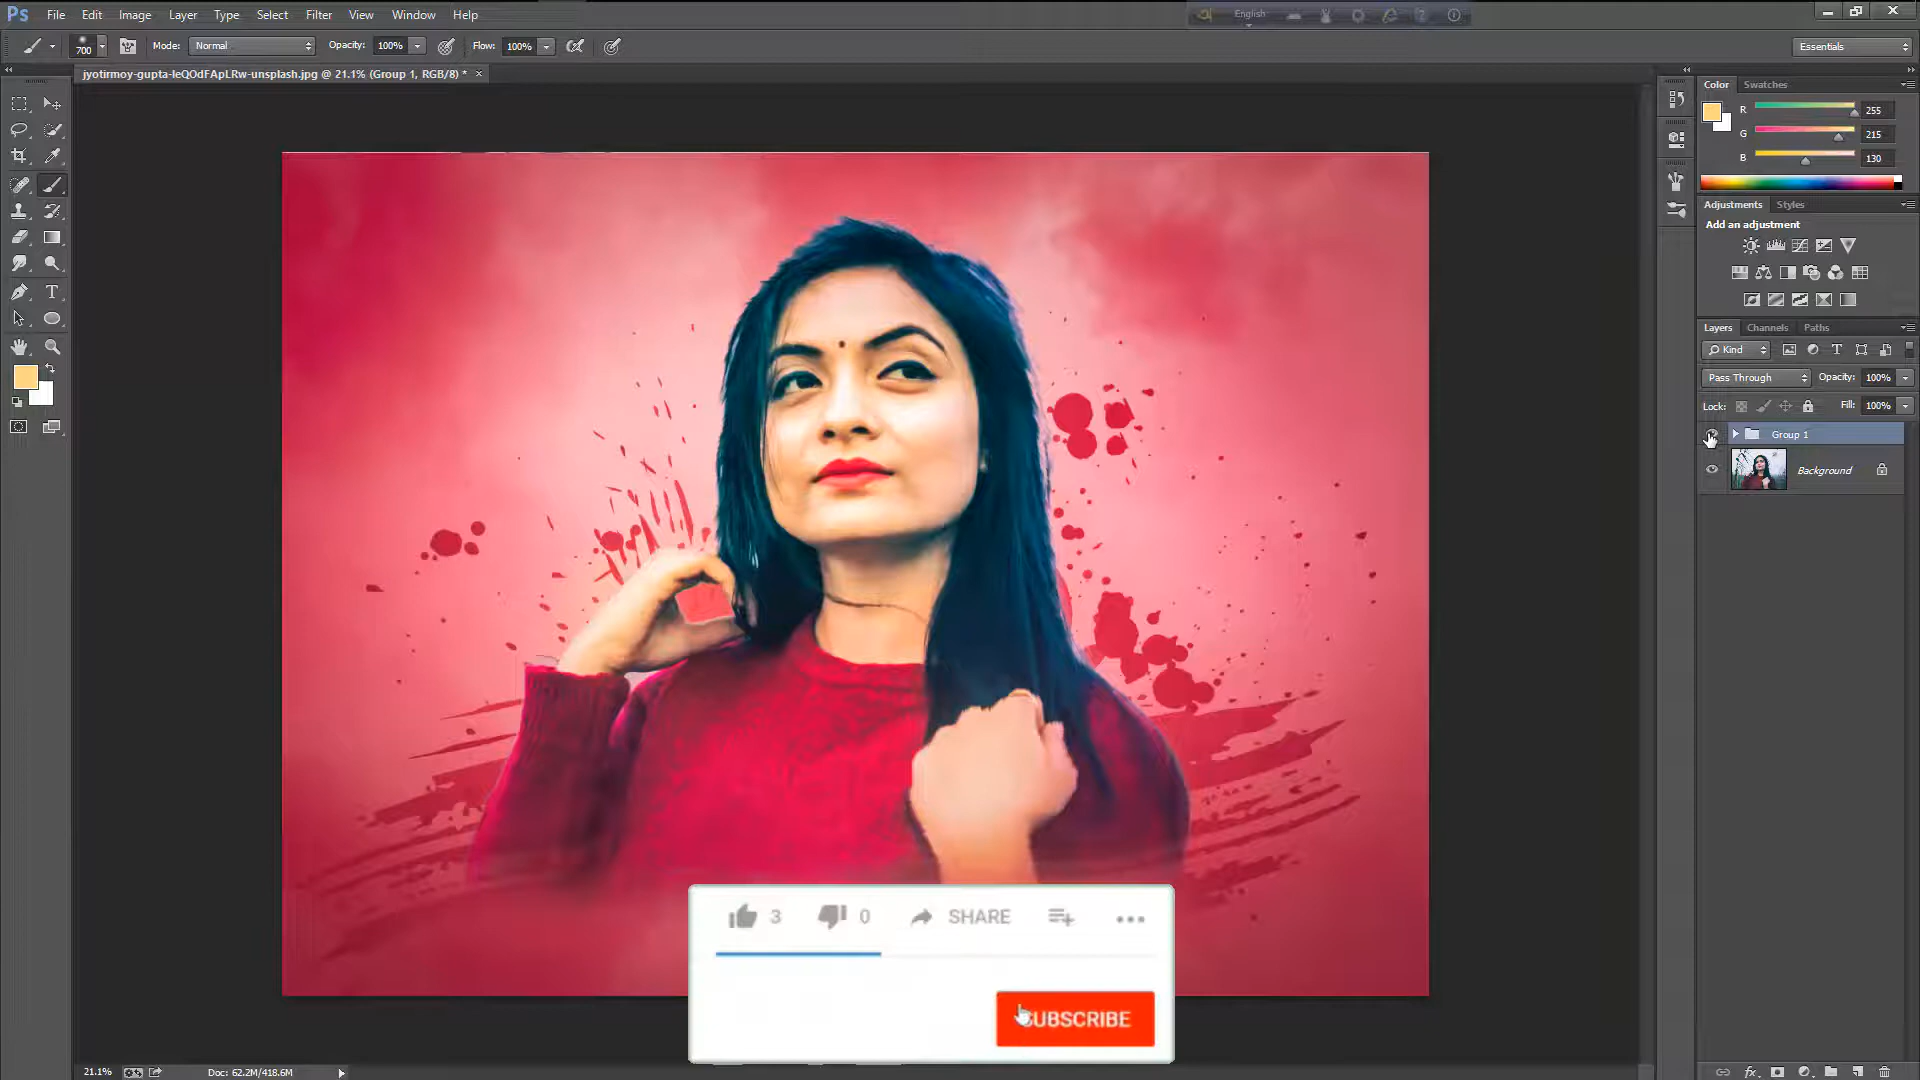 Ps File Edit Image Layer Type Select Filter View Window Help
English
700 Mode: Normal Opacity: 100% Flow: 100% Essentials
jyotirmoy-gupta-leQOdFApLRw-unsplash.jpg @ 21.1% (Group 1, RGB/8) * ×
Color Swatches
R 255
G 215
B 130
Adjustments Styles
Add an adjustment
Layers Channels Paths
Kind
Pass Through Opacity: 100%
Lock: Fill: 100%
Group 1
Background
3 0 SHARE
SUBSCRIBE
21.1% Doc: 62.2M/418.6M